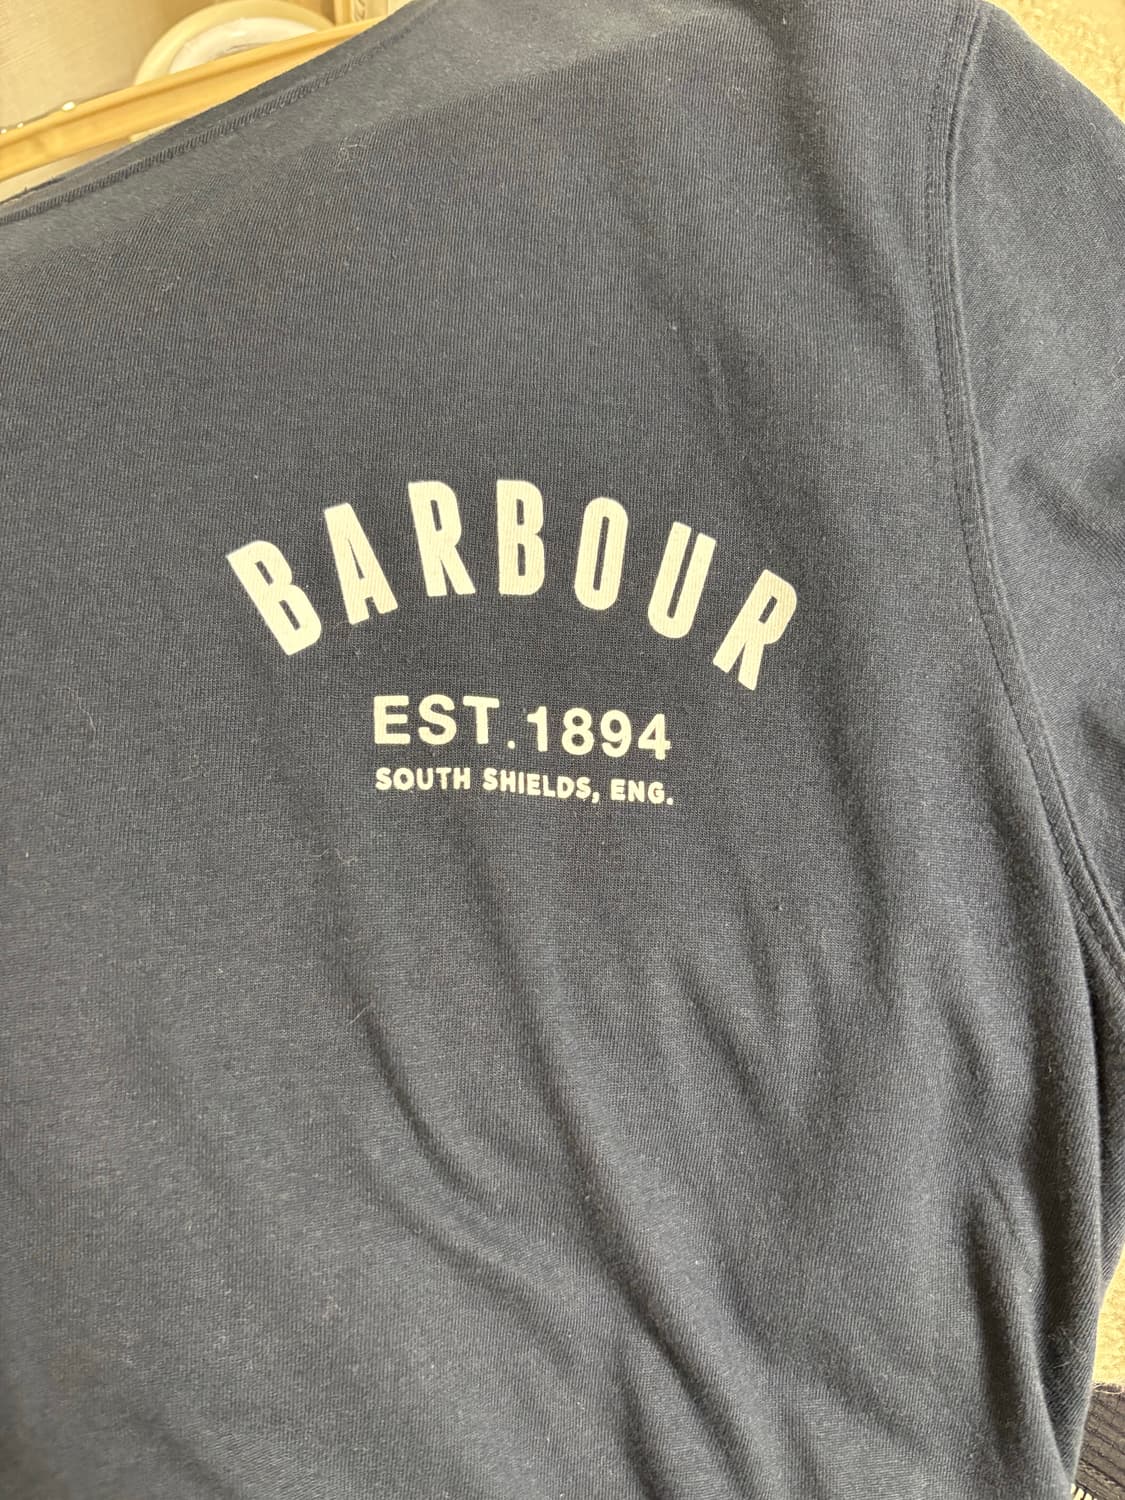 BARBOUR
EST.1894
SOUTH SHIELDS, ENG.